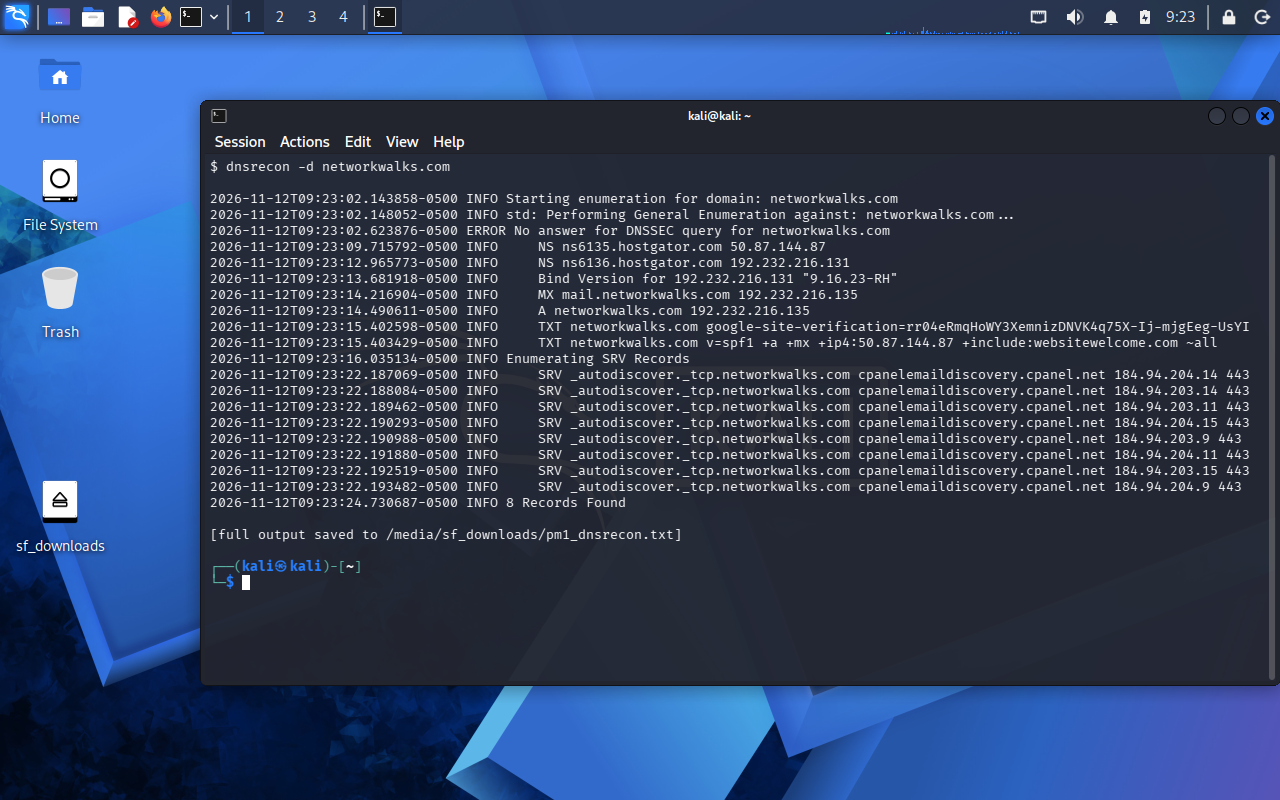 1 2 3 4 9:23
Home
File System
Trash
sf_downloads
kali@kali: ~
Session Actions Edit View Help
$ dnsrecon -d networkwalks.com
2026-11-12T09:23:02.143858-0500 INFO Starting enumeration for domain: networkwalks.com
2026-11-12T09:23:02.148052-0500 INFO std: Performing General Enumeration against: networkwalks.com...
2026-11-12T09:23:02.623876-0500 ERROR No answer for DNSSEC query for networkwalks.com
2026-11-12T09:23:09.715792-0500 INFO     NS ns6135.hostgator.com 50.87.144.87
2026-11-12T09:23:12.965773-0500 INFO     NS ns6136.hostgator.com 192.232.216.131
2026-11-12T09:23:13.681918-0500 INFO     Bind Version for 192.232.216.131 "9.16.23-RH"
2026-11-12T09:23:14.216904-0500 INFO     MX mail.networkwalks.com 192.232.216.135
2026-11-12T09:23:14.490611-0500 INFO     A networkwalks.com 192.232.216.135
2026-11-12T09:23:15.402598-0500 INFO     TXT networkwalks.com google-site-verification=rr04eRmqHoWY3XemnizDNVK4q75X-Ij-mjgEeg-UsYI
2026-11-12T09:23:15.403429-0500 INFO     TXT networkwalks.com v=spf1 +a +mx +ip4:50.87.144.87 +include:websitewelcome.com ~all
2026-11-12T09:23:16.035134-0500 INFO Enumerating SRV Records
2026-11-12T09:23:22.187069-0500 INFO     SRV _autodiscover._tcp.networkwalks.com cpanelemaildiscovery.cpanel.net 184.94.204.14 443
2026-11-12T09:23:22.188084-0500 INFO     SRV _autodiscover._tcp.networkwalks.com cpanelemaildiscovery.cpanel.net 184.94.203.14 443
2026-11-12T09:23:22.189462-0500 INFO     SRV _autodiscover._tcp.networkwalks.com cpanelemaildiscovery.cpanel.net 184.94.203.11 443
2026-11-12T09:23:22.190293-0500 INFO     SRV _autodiscover._tcp.networkwalks.com cpanelemaildiscovery.cpanel.net 184.94.204.15 443
2026-11-12T09:23:22.190988-0500 INFO     SRV _autodiscover._tcp.networkwalks.com cpanelemaildiscovery.cpanel.net 184.94.203.9 443
2026-11-12T09:23:22.191880-0500 INFO     SRV _autodiscover._tcp.networkwalks.com cpanelemaildiscovery.cpanel.net 184.94.204.11 443
2026-11-12T09:23:22.192519-0500 INFO     SRV _autodiscover._tcp.networkwalks.com cpanelemaildiscovery.cpanel.net 184.94.203.15 443
2026-11-12T09:23:22.193482-0500 INFO     SRV _autodiscover._tcp.networkwalks.com cpanelemaildiscovery.cpanel.net 184.94.204.9 443
2026-11-12T09:23:24.730687-0500 INFO 8 Records Found
[full output saved to /media/sf_downloads/pm1_dnsrecon.txt]
┌──(kali㉿kali)-[~]
└─$